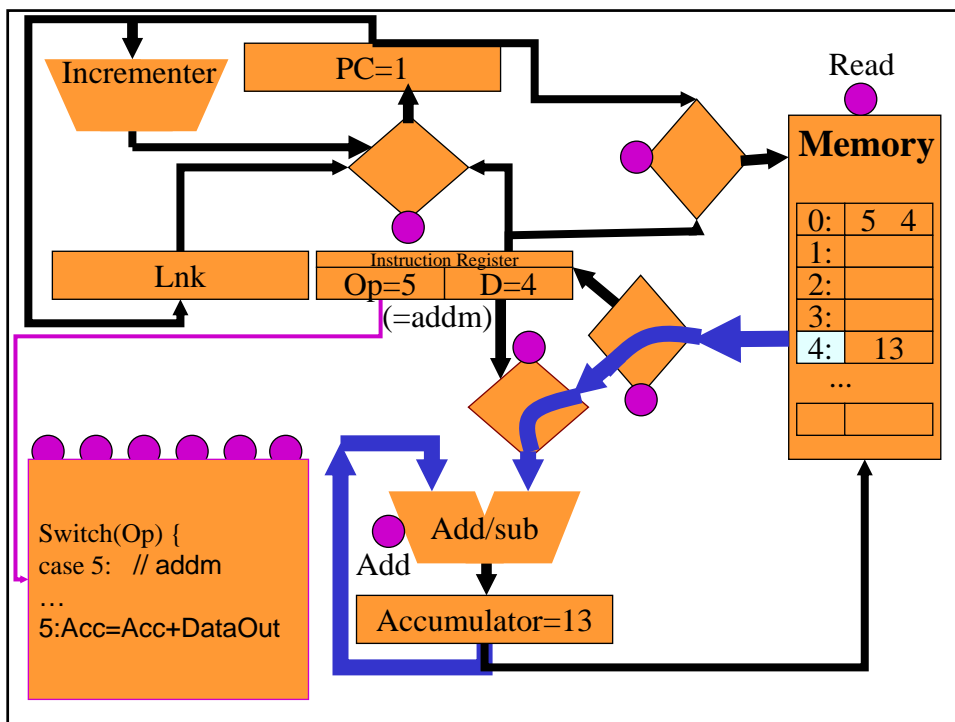 Incrementer
PC=1
Read
Memory
0: 5 4
1:
2:
3:
4: 13
...
Lnk
Instruction Register
Op=5 D=4
(=addm)
Switch(Op) {
case 5: // addm
…
5:Acc=Acc+DataOut
Add/sub
Add
Accumulator=13